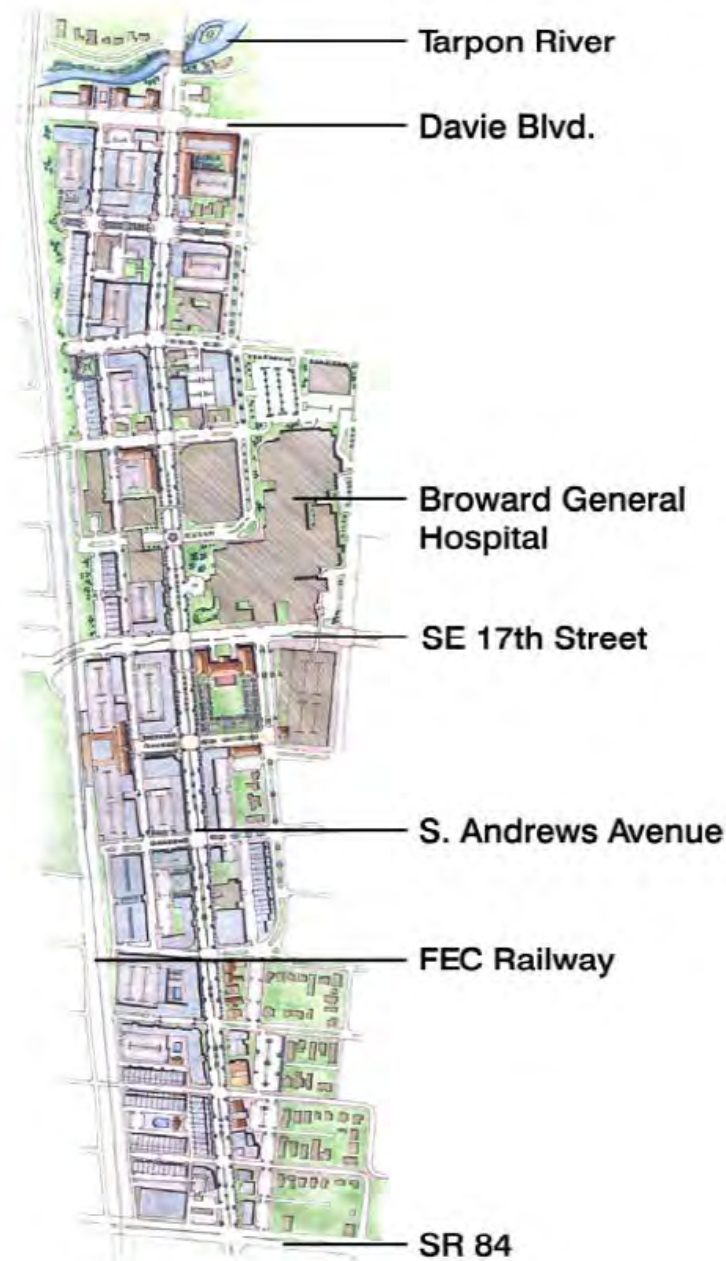 Tarpon River
Davie Blvd.
Broward General
Hospital
SE 17th Street
S. Andrews Avenue
FEC Railway
SR 84